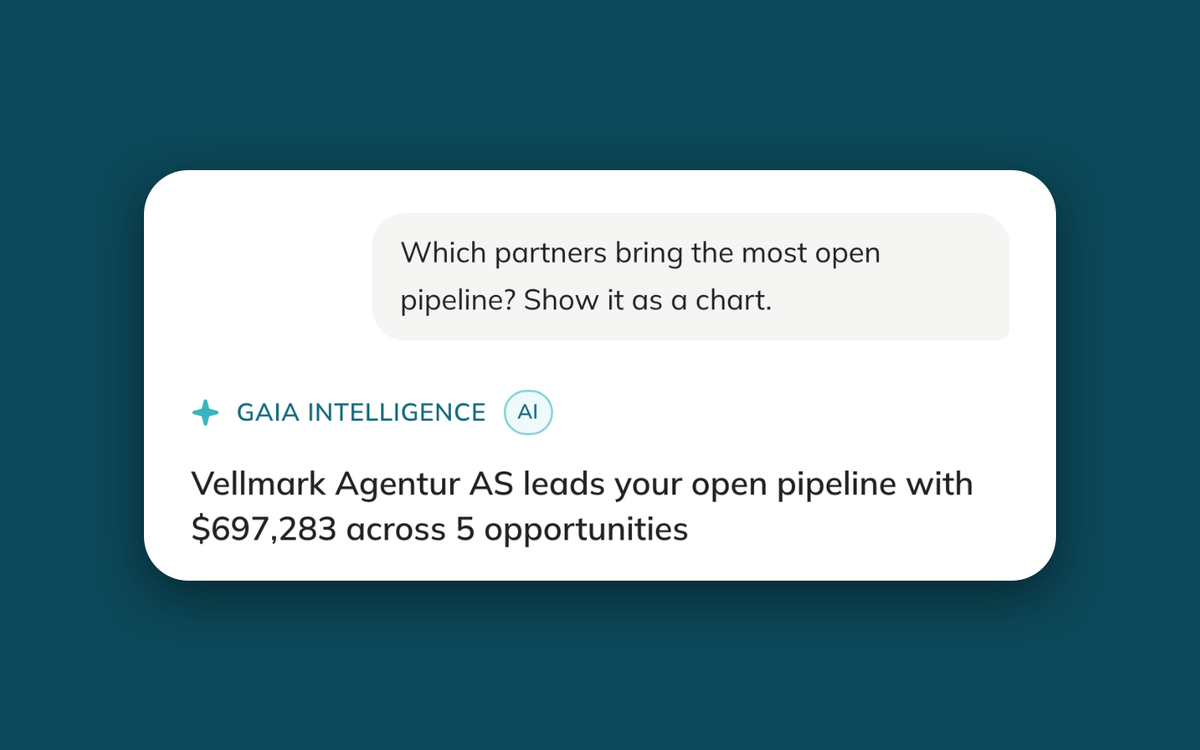 Which partners bring the most open
pipeline? Show it as a chart.
GAIA INTELLIGENCE AI
Vellmark Agentur AS leads your open pipeline with
$697,283 across 5 opportunities